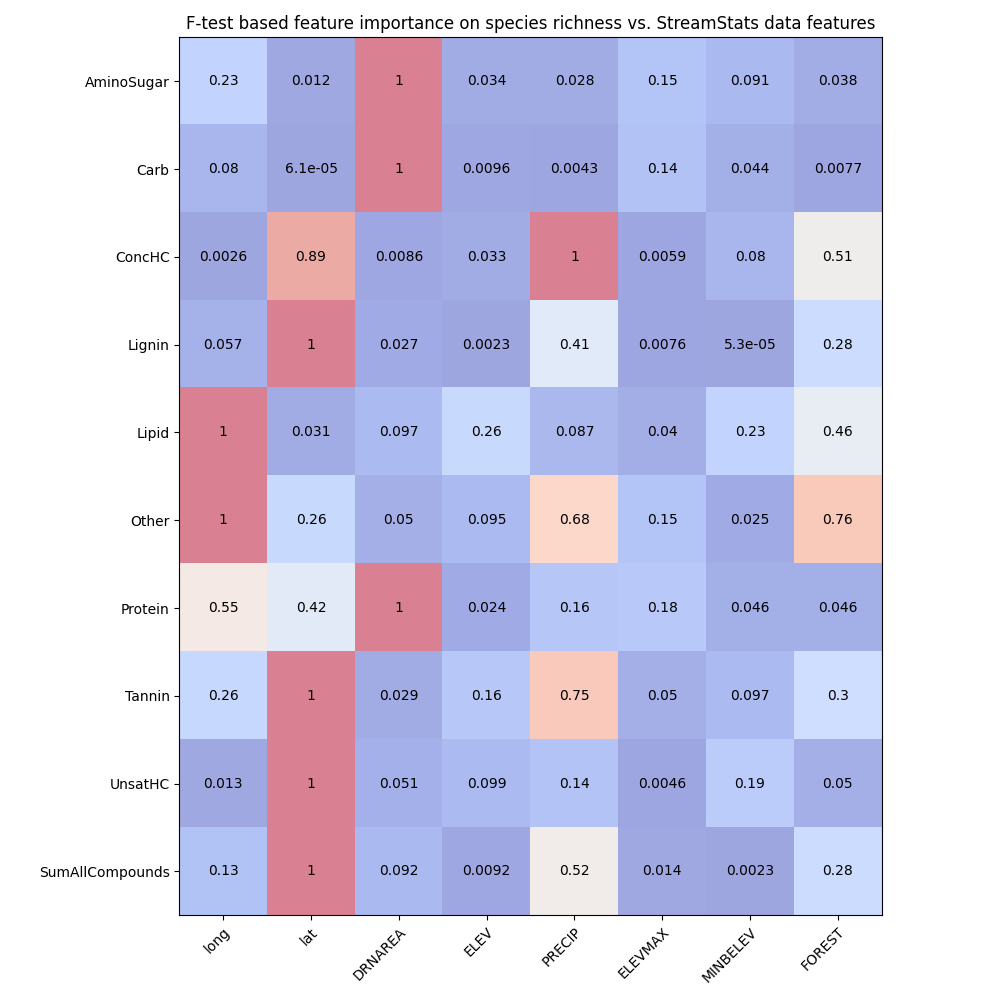 F-test based feature importance on species richness vs. StreamStats data features
AminoSugar 0.23 0.012 1 0.034 0.028 0.15 0.091 0.038
Carb 0.08 6.1e-05 1 0.0096 0.0043 0.14 0.044 0.0077
ConcHC 0.0026 0.89 0.0086 0.033 1 0.0059 0.08 0.51
Lignin 0.057 1 0.027 0.0023 0.41 0.0076 5.3e-05 0.28
Lipid 1 0.031 0.097 0.26 0.087 0.04 0.23 0.46
Other 1 0.26 0.05 0.095 0.68 0.15 0.025 0.76
Protein 0.55 0.42 1 0.024 0.16 0.18 0.046 0.046
Tannin 0.26 1 0.029 0.16 0.75 0.05 0.097 0.3
UnsatHC 0.013 1 0.051 0.099 0.14 0.0046 0.19 0.05
SumAllCompounds 0.13 1 0.092 0.0092 0.52 0.014 0.0023 0.28
long lat DRNAREA ELEV PRECIP ELEVMAX MINBELEV FOREST